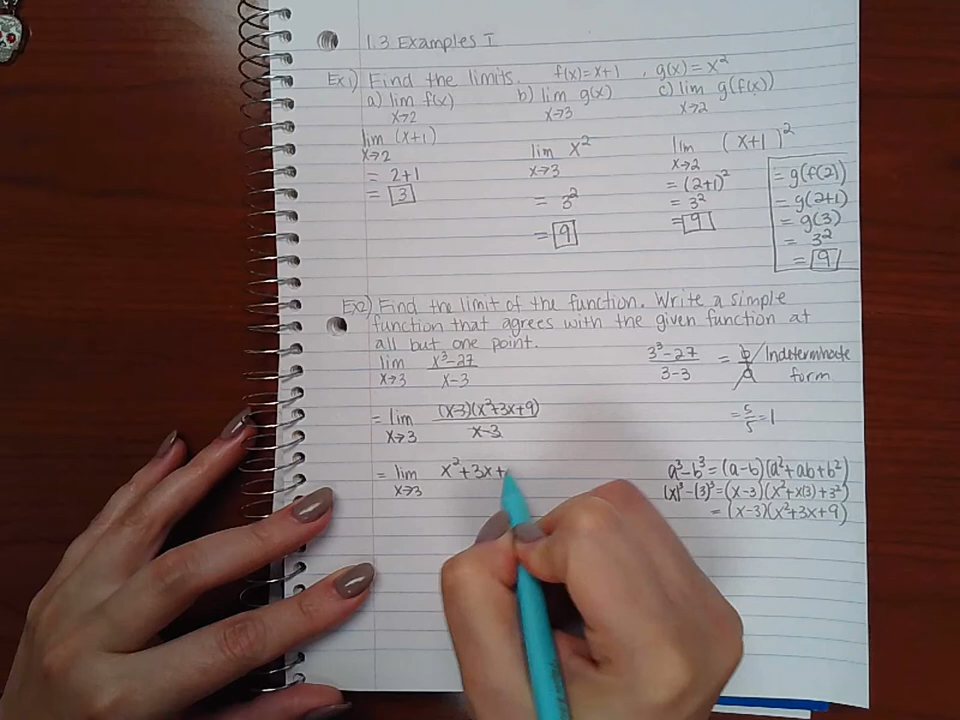 1.3 Examples I
Ex1) Find the limits. f(x)=x+1 , g(x)=x²
a) lim f(x) b) lim g(x) c) lim g(f(x))
x→2 x→3 x→2
lim (x+1)
x→2
= 2+1
= 3
lim x²
x→3
= 3²
= 9
lim (x+1)²
x→2
= (2+1)²
= 3²
= 9
= g(f(2))
= g(2+1)
= g(3)
= 3²
= 9
Ex2) Find the limit of the function. Write a simple
function that agrees with the given function at
all but one point.
lim x³-27
x→3 x-3
= lim (x-3)(x²+3x+9)
x→3 x-3
= lim x²+3x+
x→3
3³-27 = 0 Indeterminate
3-3 0 form
= 5/5 = 1
a³-b³=(a-b)(a²+ab+b²)
(x)³-(3)³=(x-3)(x²+x(3)+3²)
= (x-3)(x²+3x+9)